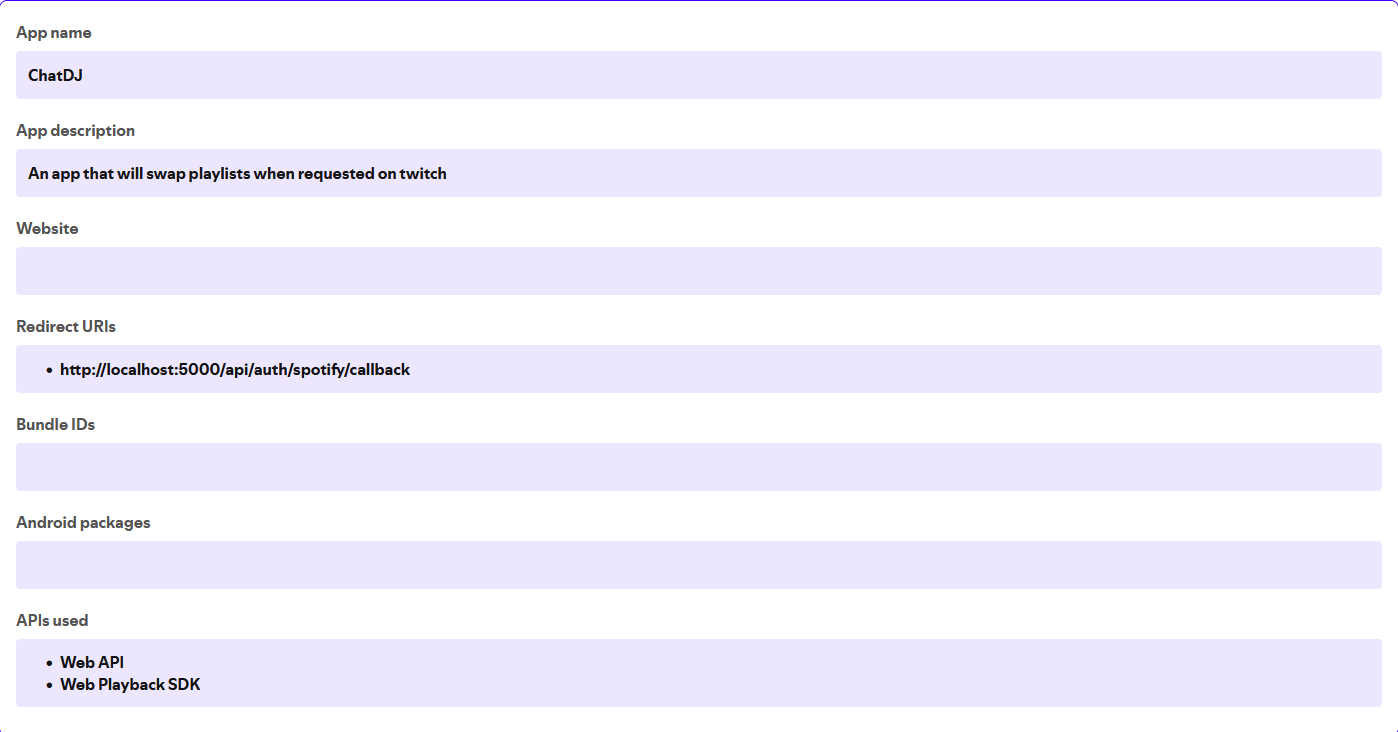 App name
ChatDJ
App description
An app that will swap playlists when requested on twitch
Website
Redirect URIs
• http://localhost:5000/api/auth/spotify/callback
Bundle IDs
Android packages
APIs used
• Web API
• Web Playback SDK